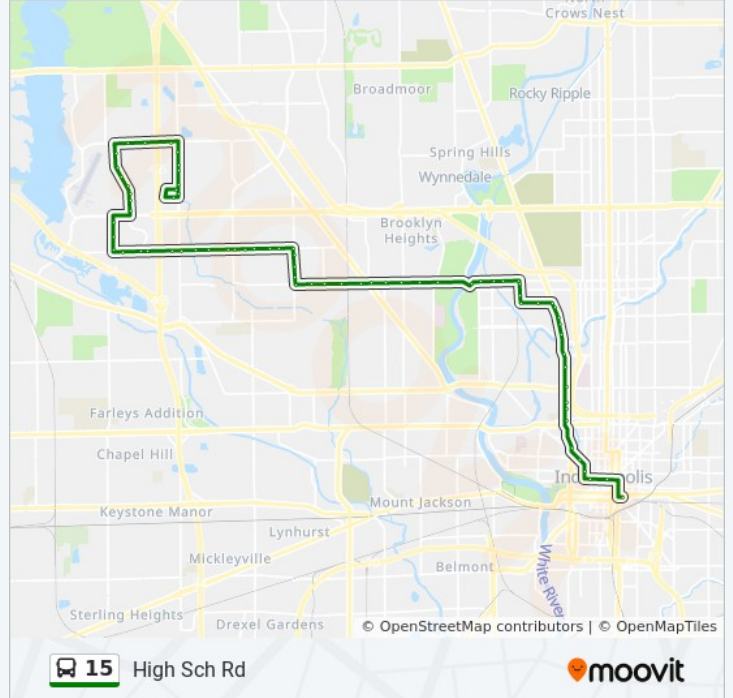 North
Crows Nest
Broadmoor
Rocky Ripple
Spring Hills
Wynnedale
Brooklyn
Heights
Farleys Addition
Chapel Hill
Keystone Manor
Mount Jackson
Lynhurst
Mickleyville
Belmont
White River
Sterling Heights
Drexel Gardens
© OpenStreetMap contributors | © OpenMapTiles
15 High Sch Rd
moovit